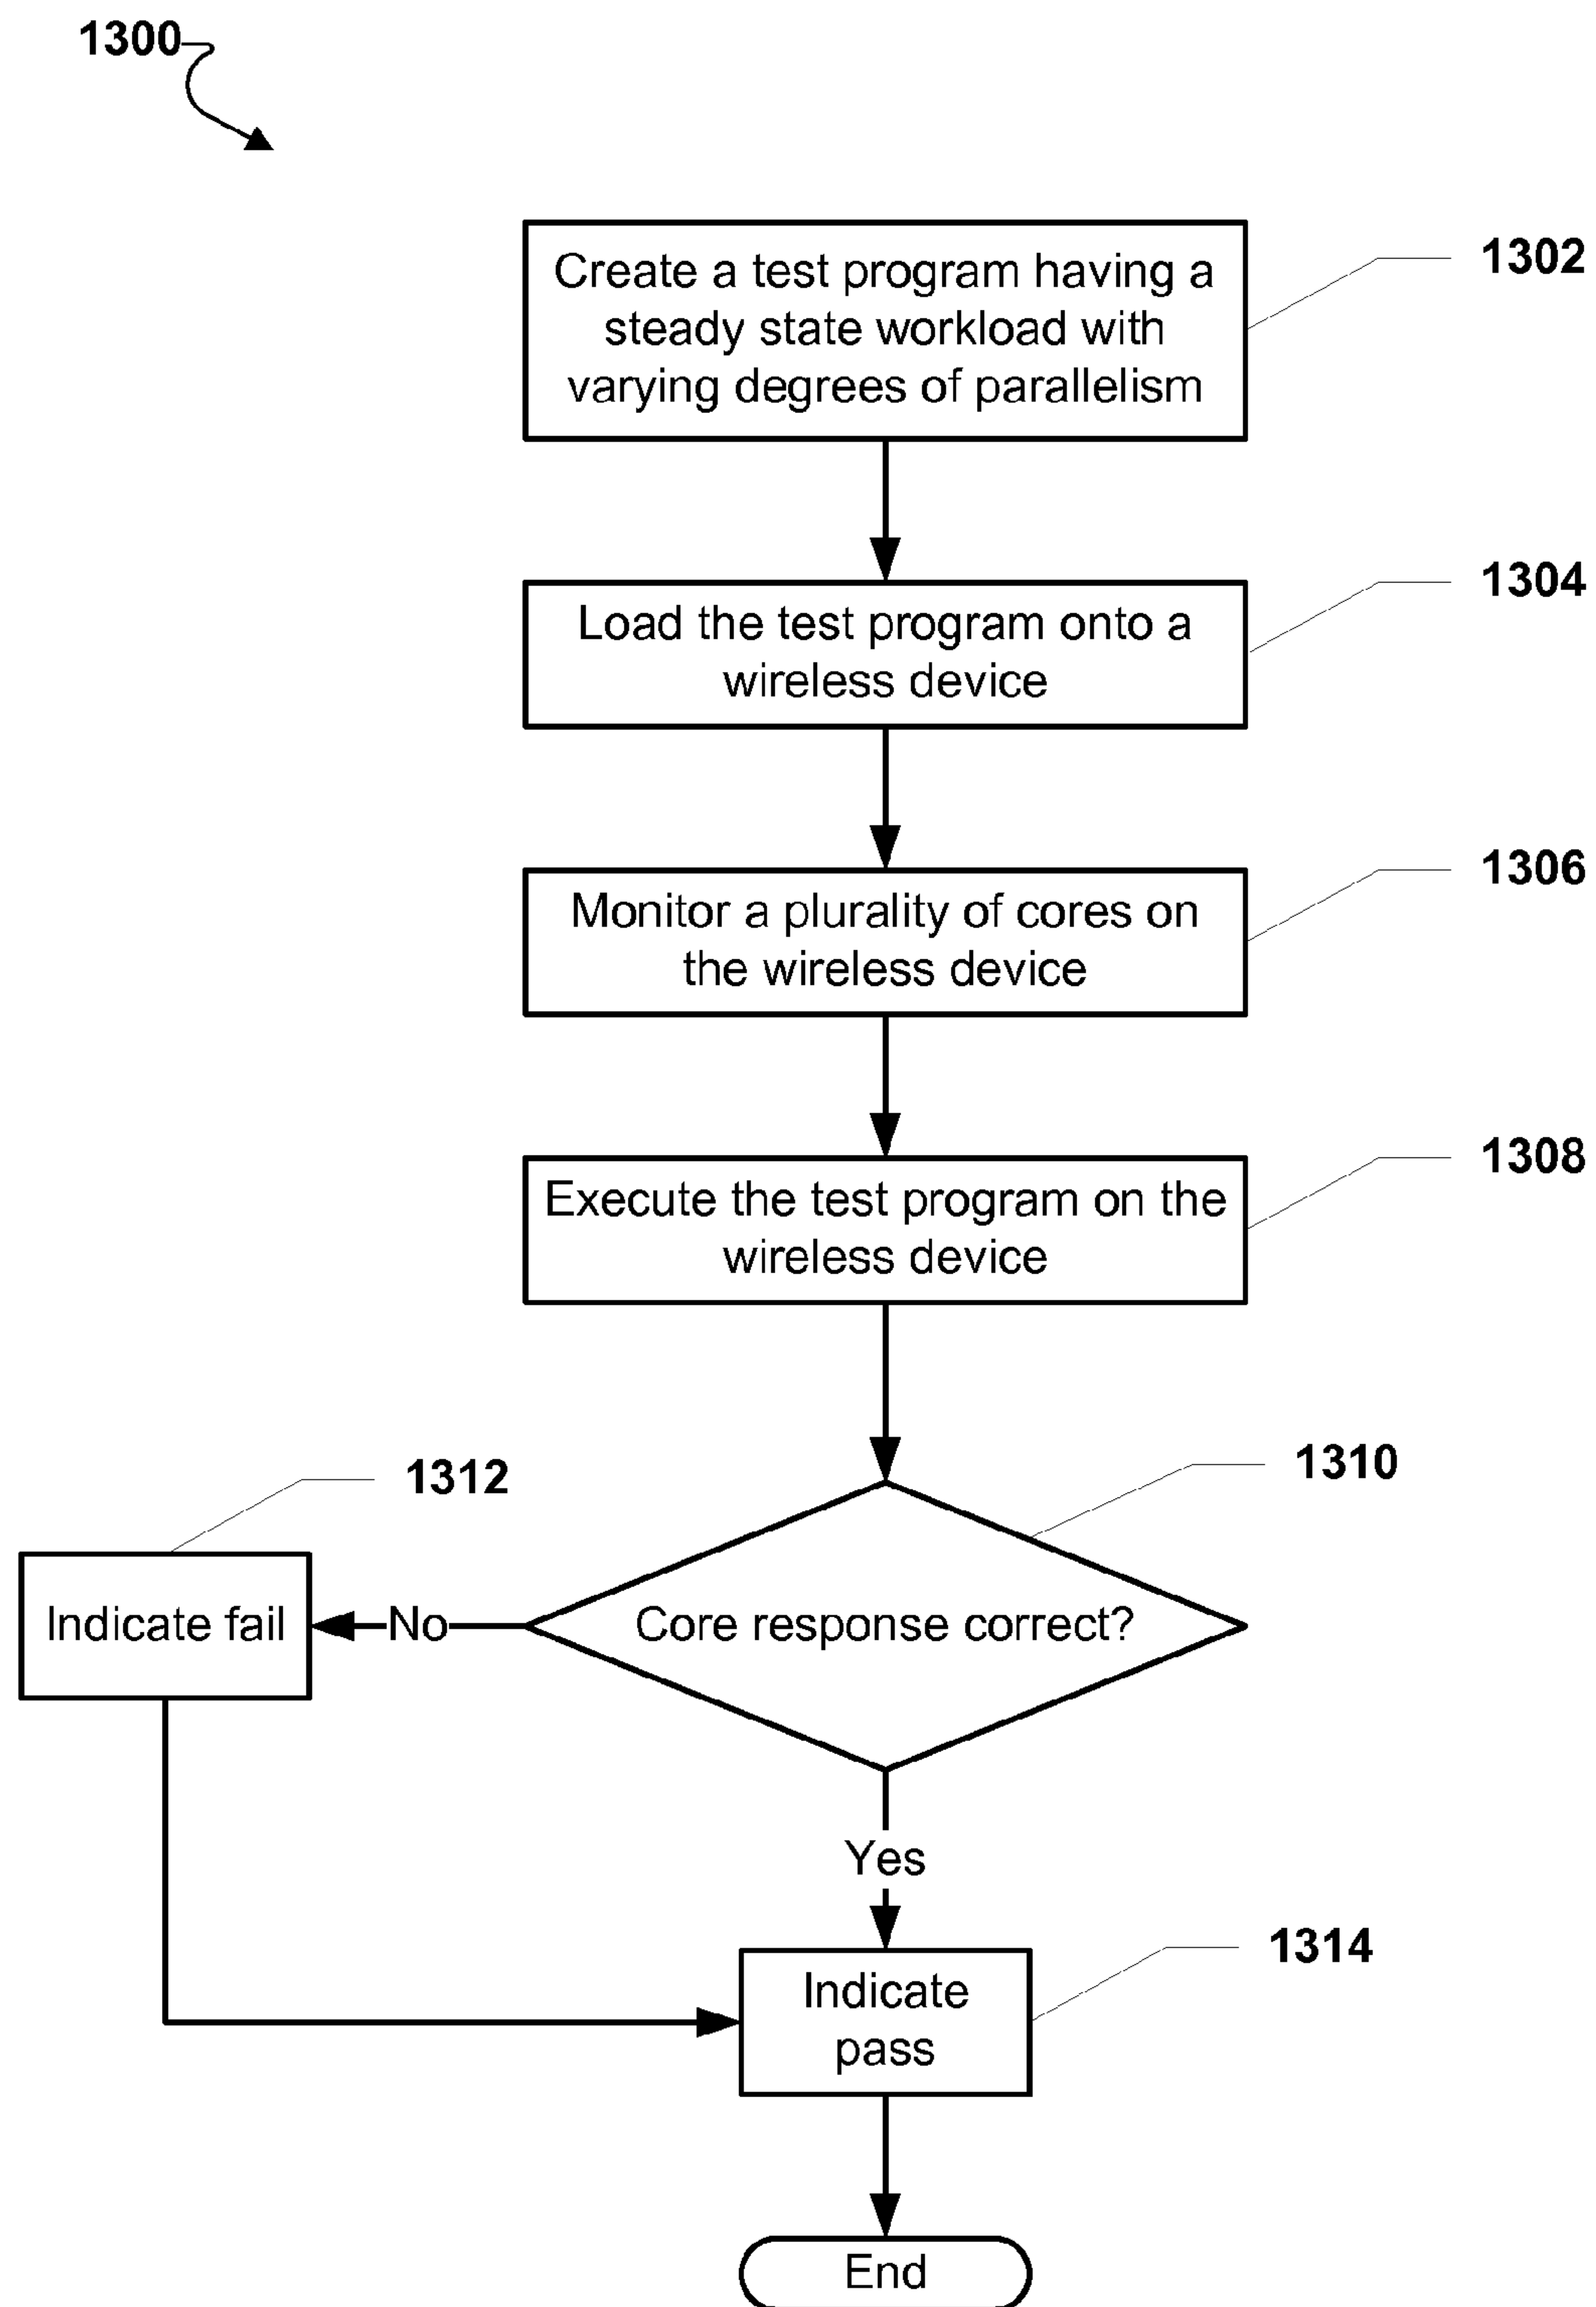 1300
Create a test program having a
steady state workload with
varying degrees of parallelism
1302
Load the test program onto a
wireless device
1304
Monitor a plurality of cores on
the wireless device
1306
Execute the test program on the
wireless device
1308
Core response correct?
1310
No
Indicate fail
1312
Yes
Indicate
pass
1314
End